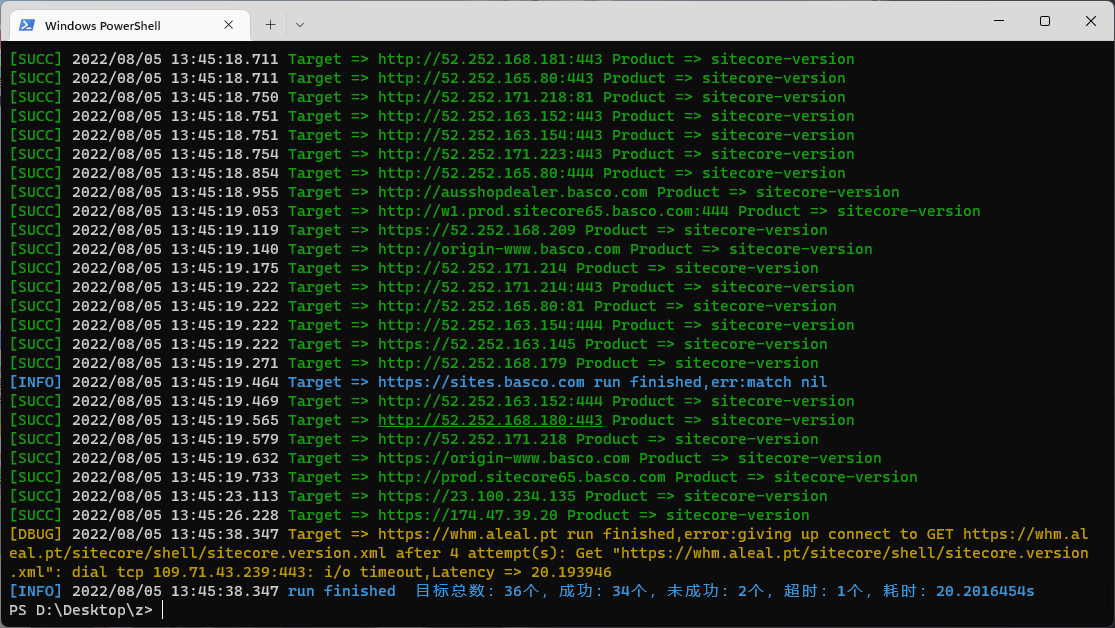 Windows PowerShell
[SUCC] 2022/08/05 13:45:18.711 Target => http://52.252.168.181:443 Product => sitecore-version
[SUCC] 2022/08/05 13:45:18.711 Target => http://52.252.165.80:443 Product => sitecore-version
[SUCC] 2022/08/05 13:45:18.750 Target => http://52.252.171.218:81 Product => sitecore-version
[SUCC] 2022/08/05 13:45:18.751 Target => http://52.252.163.152:443 Product => sitecore-version
[SUCC] 2022/08/05 13:45:18.751 Target => http://52.252.163.154:443 Product => sitecore-version
[SUCC] 2022/08/05 13:45:18.754 Target => http://52.252.171.223:443 Product => sitecore-version
[SUCC] 2022/08/05 13:45:18.854 Target => http://52.252.165.80:444 Product => sitecore-version
[SUCC] 2022/08/05 13:45:18.955 Target => http://ausshopdealer.basco.com Product => sitecore-version
[SUCC] 2022/08/05 13:45:19.053 Target => http://w1.prod.sitecore65.basco.com:444 Product => sitecore-version
[SUCC] 2022/08/05 13:45:19.119 Target => https://52.252.168.209 Product => sitecore-version
[SUCC] 2022/08/05 13:45:19.140 Target => http://origin-www.basco.com Product => sitecore-version
[SUCC] 2022/08/05 13:45:19.175 Target => http://52.252.171.214 Product => sitecore-version
[SUCC] 2022/08/05 13:45:19.222 Target => http://52.252.171.214:443 Product => sitecore-version
[SUCC] 2022/08/05 13:45:19.222 Target => http://52.252.165.80:81 Product => sitecore-version
[SUCC] 2022/08/05 13:45:19.222 Target => http://52.252.163.154:444 Product => sitecore-version
[SUCC] 2022/08/05 13:45:19.222 Target => https://52.252.163.145 Product => sitecore-version
[SUCC] 2022/08/05 13:45:19.271 Target => http://52.252.168.179 Product => sitecore-version
[INFO] 2022/08/05 13:45:19.464 Target => https://sites.basco.com run finished,err:match nil
[SUCC] 2022/08/05 13:45:19.469 Target => http://52.252.163.152:444 Product => sitecore-version
[SUCC] 2022/08/05 13:45:19.565 Target => http://52.252.168.180:443 Product => sitecore-version
[SUCC] 2022/08/05 13:45:19.579 Target => http://52.252.171.218 Product => sitecore-version
[SUCC] 2022/08/05 13:45:19.632 Target => https://origin-www.basco.com Product => sitecore-version
[SUCC] 2022/08/05 13:45:19.733 Target => http://prod.sitecore65.basco.com Product => sitecore-version
[SUCC] 2022/08/05 13:45:23.113 Target => https://23.100.234.135 Product => sitecore-version
[SUCC] 2022/08/05 13:45:26.228 Target => https://174.47.39.20 Product => sitecore-version
[DBUG] 2022/08/05 13:45:38.347 Target => https://whm.aleal.pt run finished,error:giving up connect to GET https://whm.al
eal.pt/sitecore/shell/sitecore.version.xml after 4 attempt(s): Get "https://whm.aleal.pt/sitecore/shell/sitecore.version
.xml": dial tcp 109.71.43.239:443: i/o timeout,Latency => 20.193946
[INFO] 2022/08/05 13:45:38.347 run finished  目标总数：36个，成功：34个，未成功：2个，超时：1个，耗时：20.2016454s
PS D:\Desktop\z>